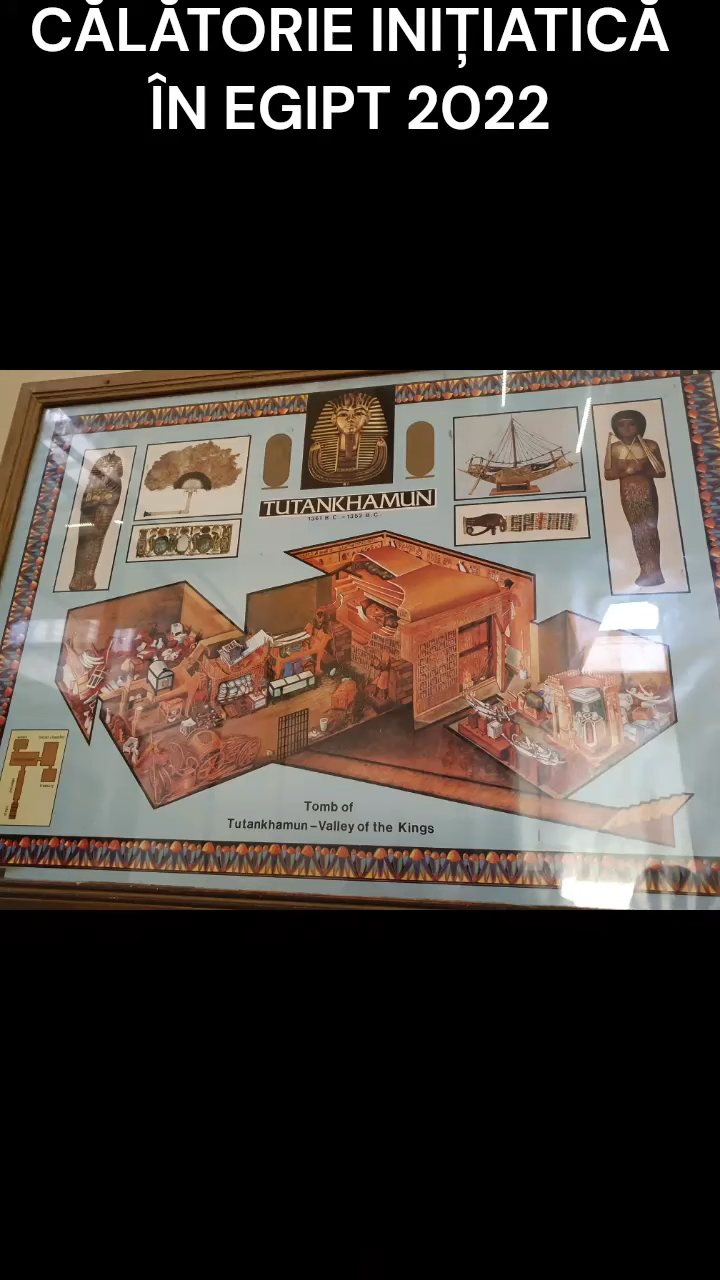 CĂLĂTORIE INIȚIATICĂ
ÎN EGIPT 2022
TUTANKHAMUN
Tomb of
Tutankhamun – Valley of the Kings